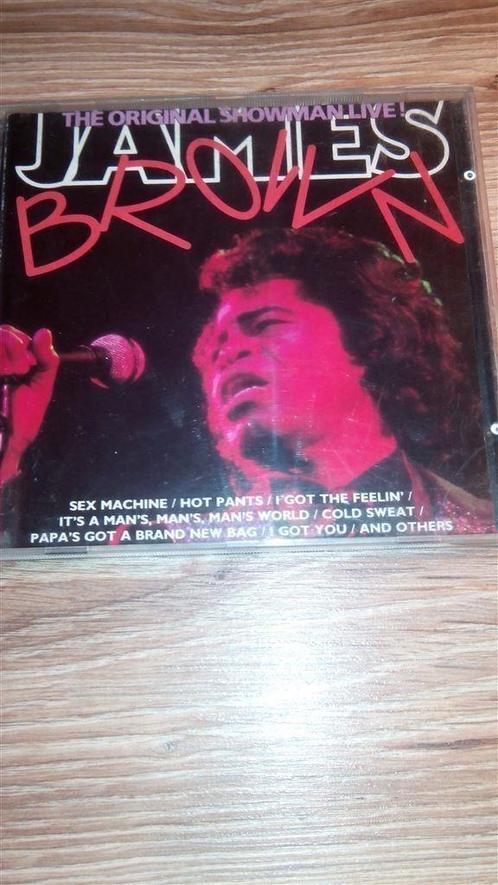 THE ORIGINAL SHOWMAN LIVE!
JAMES
BROWN
SEX MACHINE / HOT PANTS / I GOT THE FEELIN' /
IT'S A MAN'S, MAN'S, MAN'S WORLD / COLD SWEAT /
PAPA'S GOT A BRAND NEW BAG / I GOT YOU / AND OTHERS